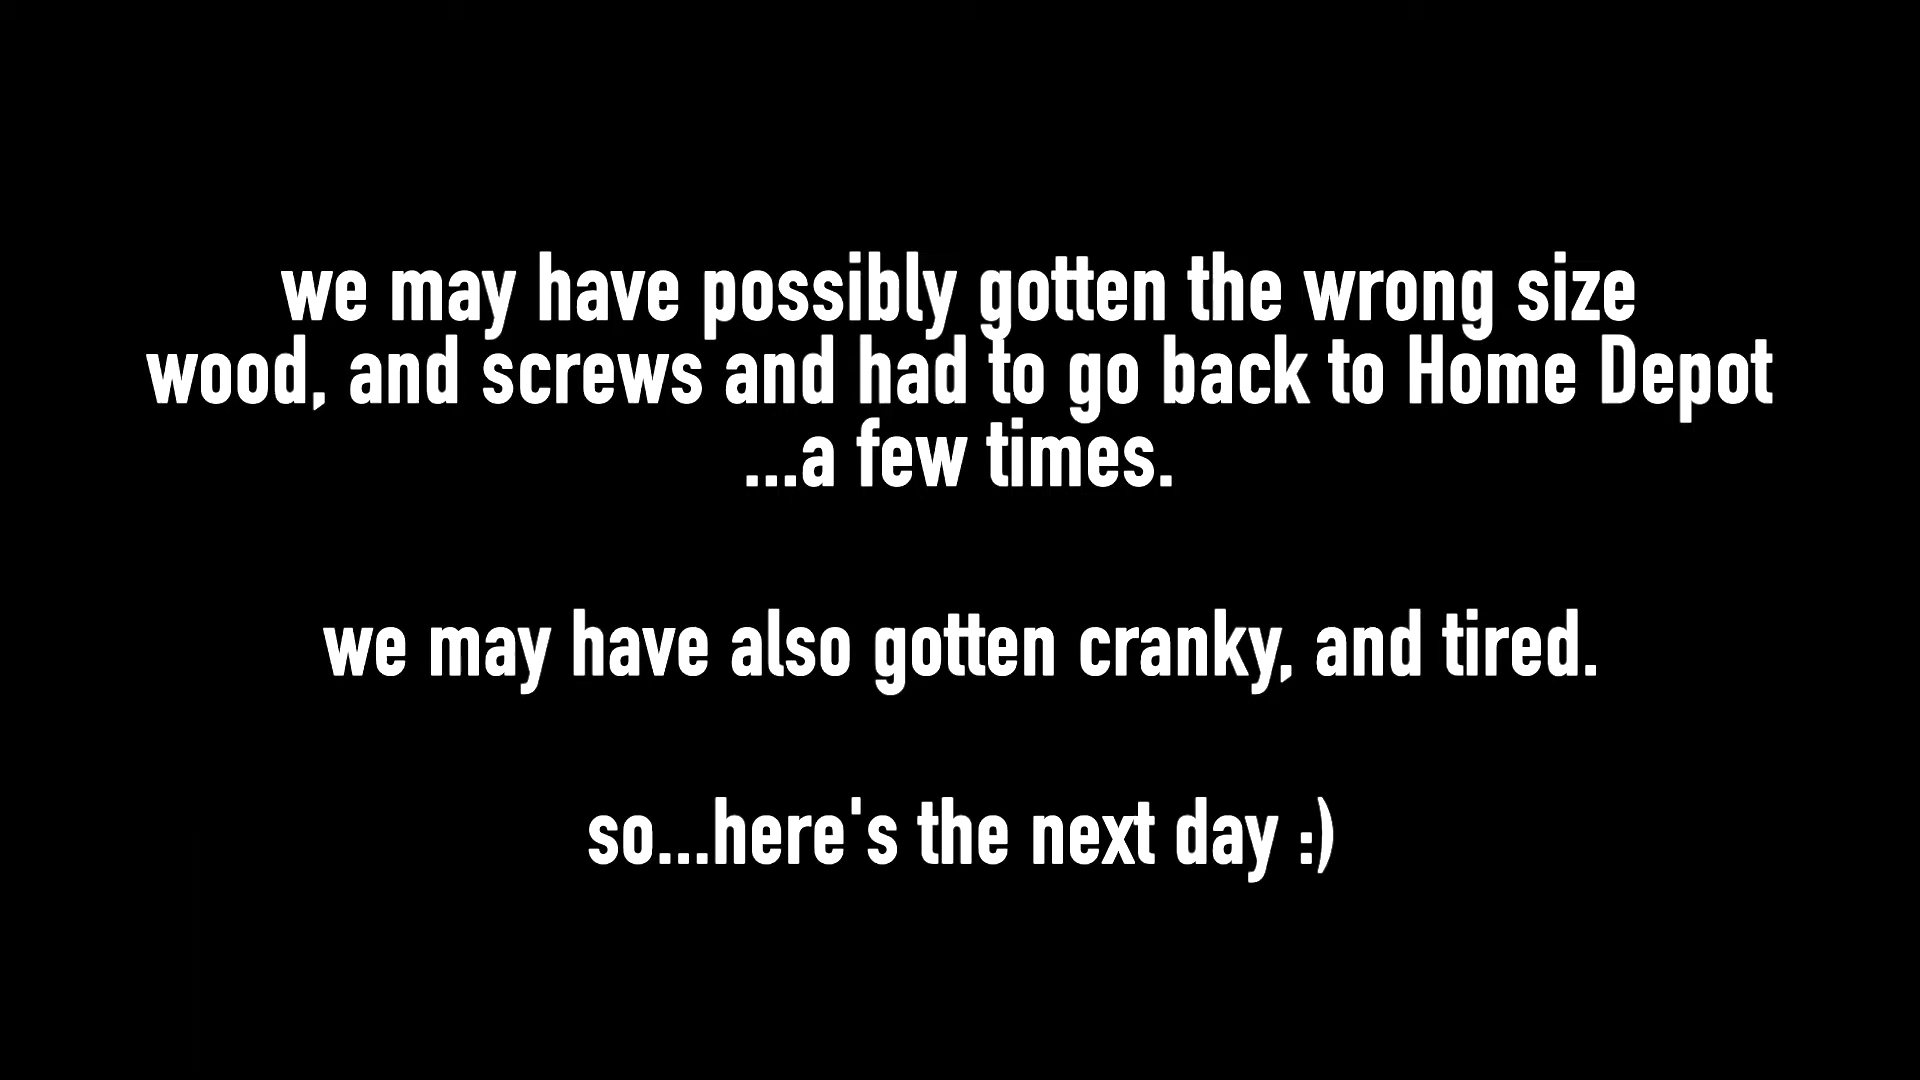 we may have possibly gotten the wrong size
wood, and screws and had to go back to Home Depot
...a few times.
we may have also gotten cranky, and tired.
so...here's the next day :)